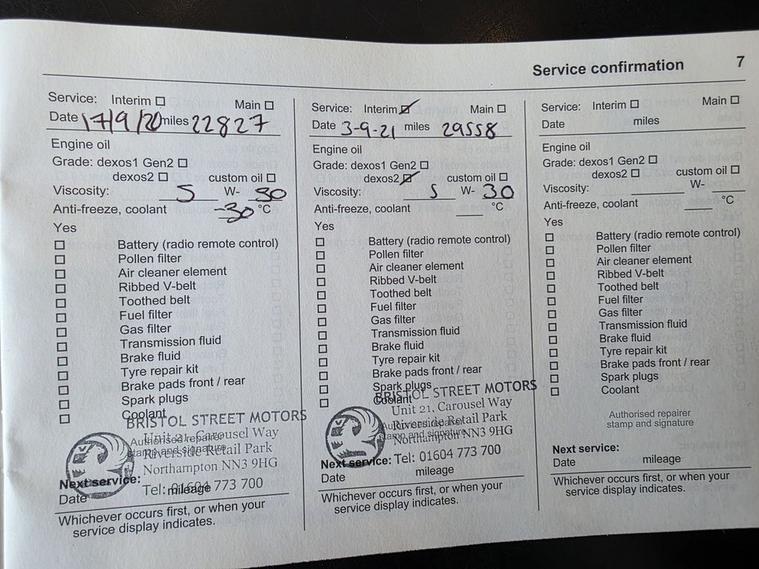 Service confirmation 7
Service: Interim ☐ Main ☐
Date 17/9/20 miles 22827
Engine oil
Grade: dexos1 Gen2 ☐
dexos2 ☐ custom oil ☐
Viscosity: 5 W- 30
Anti-freeze, coolant -30 °C
Yes
☐ Battery (radio remote control)
☐ Pollen filter
☐ Air cleaner element
☐ Ribbed V-belt
☐ Toothed belt
☐ Fuel filter
☐ Gas filter
☐ Transmission fluid
☐ Brake fluid
☐ Tyre repair kit
☐ Brake pads front / rear
☐ Spark plugs
☐ Coolant
BRISTOL STREET MOTORS
Unit 21, Carousel Way
Authorised repairer
Riverside Retail Park
stamp and signature
Northampton NN3 9HG
Next service:
Tel: 01604 773 700
Date mileage
Whichever occurs first, or when your
service display indicates.
Service: Interim ☑ Main ☐
Date 3-9-21 miles 29558
Engine oil
Grade: dexos1 Gen2 ☐
dexos2 ☑ custom oil ☐
Viscosity: 5 W- 30
Anti-freeze, coolant °C
Yes
☐ Battery (radio remote control)
☐ Pollen filter
☐ Air cleaner element
☐ Ribbed V-belt
☐ Toothed belt
☐ Fuel filter
☐ Gas filter
☐ Transmission fluid
☐ Brake fluid
☐ Tyre repair kit
☐ Brake pads front / rear
☐ Spark plugs
☐ Coolant
BRISTOL STREET MOTORS
Unit 21, Carousel Way
Riverside Retail Park
Authorised repairer
stamp and signature
Northampton NN3 9HG
Next service: Tel: 01604 773 700
Date mileage
Whichever occurs first, or when your
service display indicates.
Service: Interim ☐ Main ☐
Date miles
Engine oil
Grade: dexos1 Gen2 ☐
dexos2 ☐ custom oil ☐
Viscosity: W-
Anti-freeze, coolant °C
Yes
☐ Battery (radio remote control)
☐ Pollen filter
☐ Air cleaner element
☐ Ribbed V-belt
☐ Toothed belt
☐ Fuel filter
☐ Gas filter
☐ Transmission fluid
☐ Brake fluid
☐ Tyre repair kit
☐ Brake pads front / rear
☐ Spark plugs
☐ Coolant
Authorised repairer
stamp and signature
Next service:
Date mileage
Whichever occurs first, or when your
service display indicates.